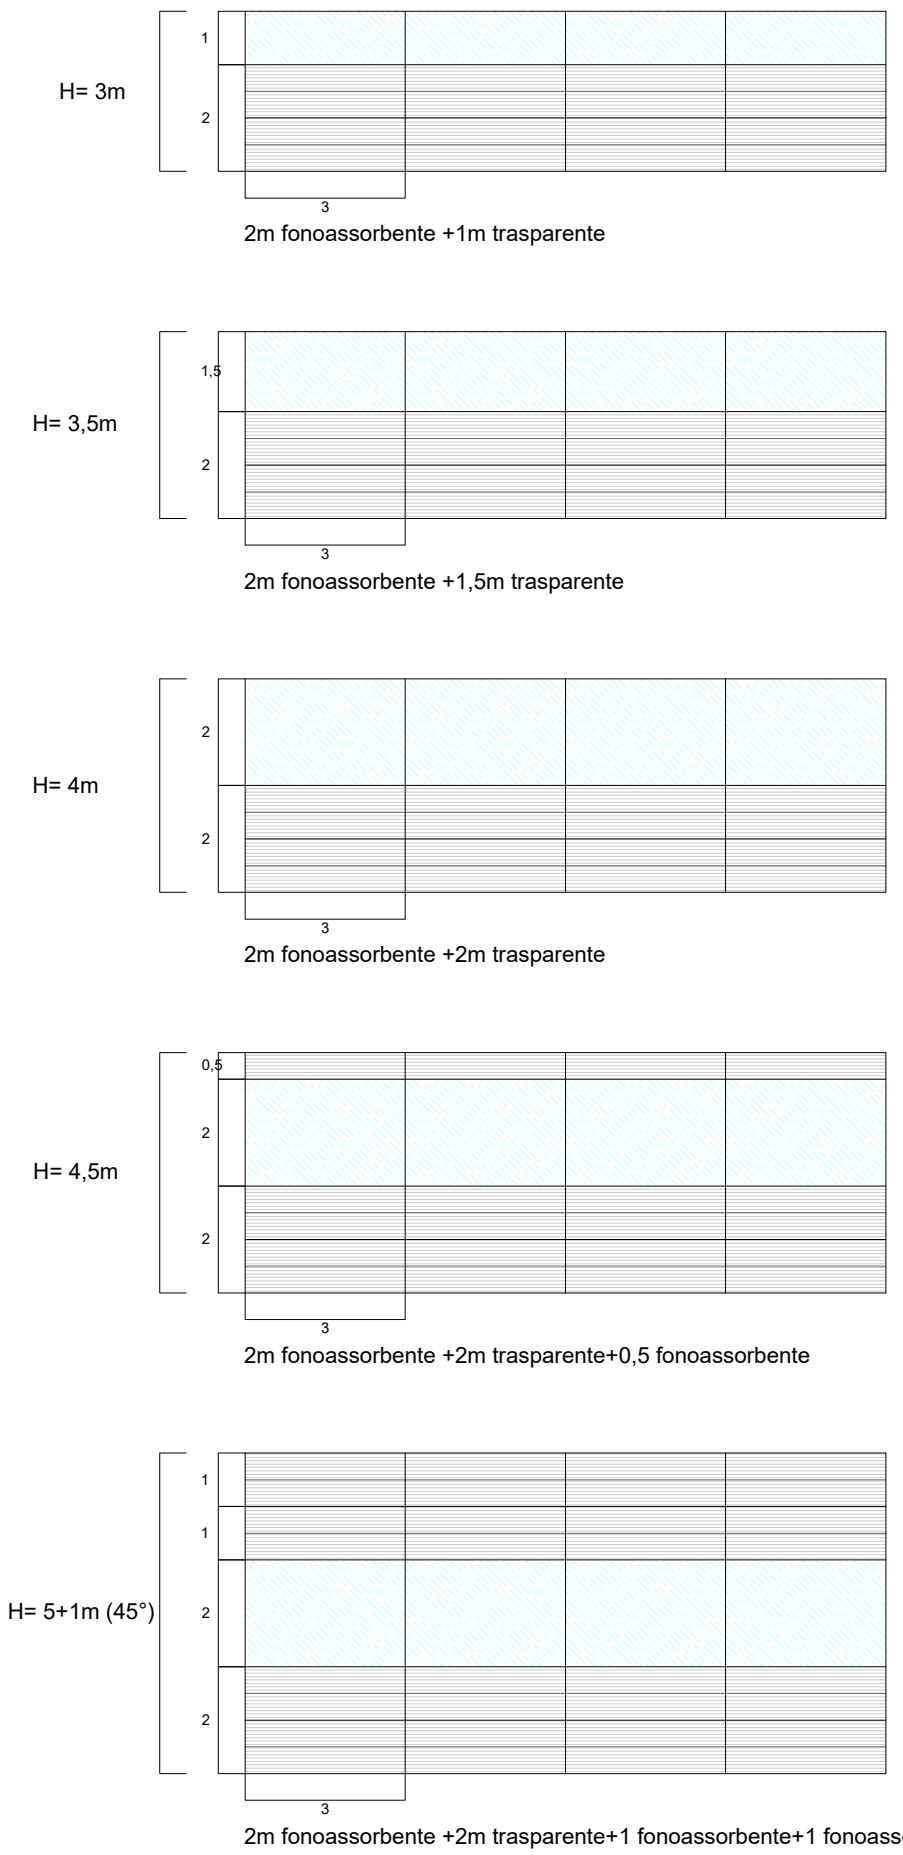 1
H= 3m
2
3
2m fonoassorbente +1m trasparente
1,5
H= 3,5m
2
3
2m fonoassorbente +1,5m trasparente
2
H= 4m
2
3
2m fonoassorbente +2m trasparente
0,5
2
H= 4,5m
2
3
2m fonoassorbente +2m trasparente+0,5 fonoassorbente
1
1
H= 5+1m (45°)
2
2
3
2m fonoassorbente +2m trasparente+1 fonoassorbente+1